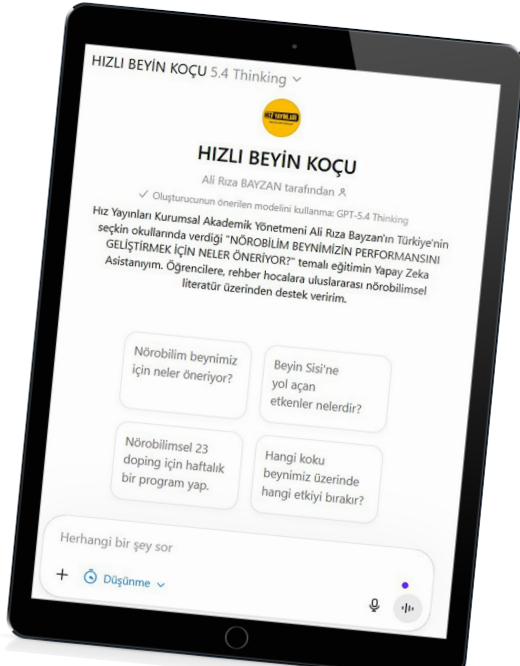 HIZLI BEYİN KOÇU 5.4 Thinking
HIZ YAYINLARI
HIZLI BEYİN KOÇU
Ali Rıza BAYZAN tarafından
Oluşturucunun önerilen modelini kullanma: GPT-5.4 Thinking
Hız Yayınları Kurumsal Akademik Yönetmeni Ali Rıza Bayzan'ın Türkiye'nin
seçkin okullarında verdiği "NÖROBİLİM BEYNİMİZİN PERFORMANSINI
GELİŞTİRMEK İÇİN NELER ÖNERİYOR?" temalı eğitimin Yapay Zeka
Asistanıyım. Öğrencilere, rehber hocalara uluslararası nörobilimsel
literatür üzerinden destek veririm.
Nörobilim beynimiz
için neler öneriyor?
Beyin Sisi'ne
yol açan
etkenler nelerdir?
Nörobilimsel 23
doping için haftalık
bir program yap.
Hangi koku
beynimiz üzerinde
hangi etkiyi bırakır?
Herhangi bir şey sor
Düşünme